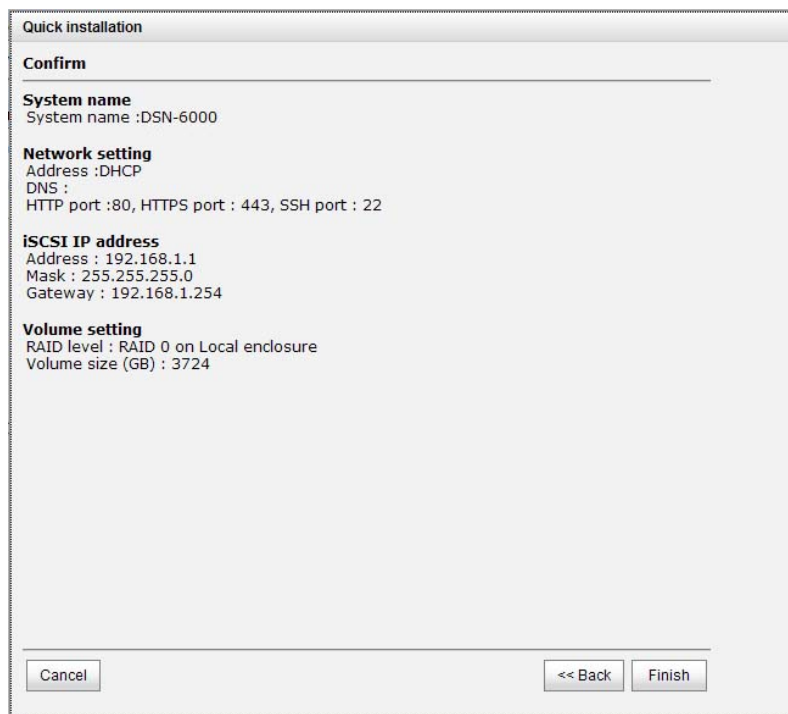 Quick installation
Confirm
System name
System name :DSN-6000
Network setting
Address :DHCP
DNS :
HTTP port :80, HTTPS port : 443, SSH port : 22
iSCSI IP address
Address : 192.168.1.1
Mask : 255.255.255.0
Gateway : 192.168.1.254
Volume setting
RAID level : RAID 0 on Local enclosure
Volume size (GB) : 3724
Cancel << Back Finish